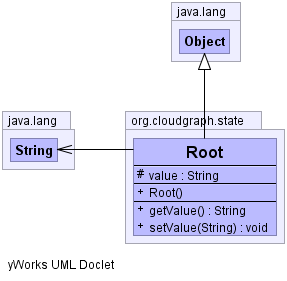 java.lang
Object
java.lang
String
org.cloudgraph.state
Root
# value : String
+ Root()
+ getValue() : String
+ setValue(String) : void
yWorks UML Doclet